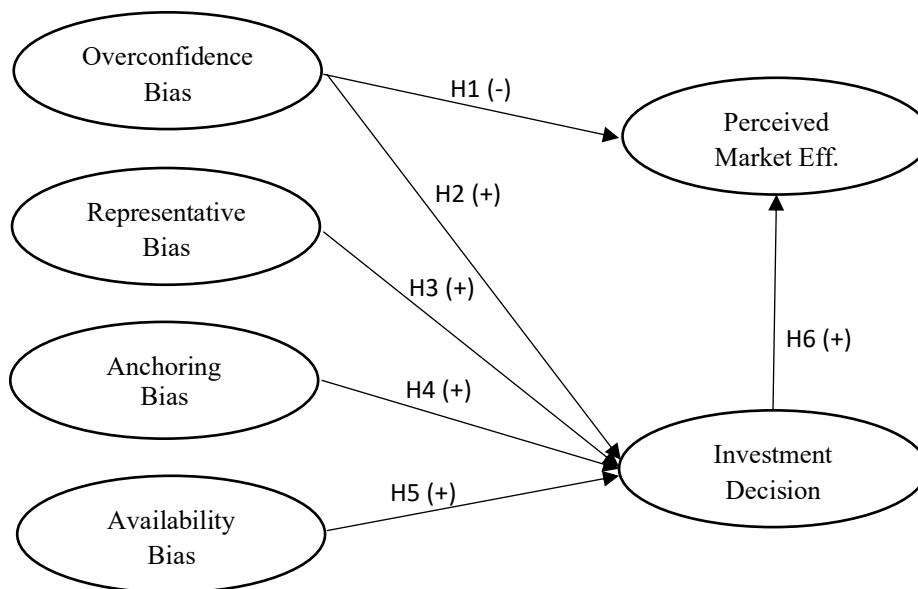 Overconfidence
Bias
H1 (-)
Perceived
Market Eff.
H2 (+)
Representative
Bias
H3 (+)
H6 (+)
Anchoring
Bias
H4 (+)
Investment
Decision
H5 (+)
Availability
Bias